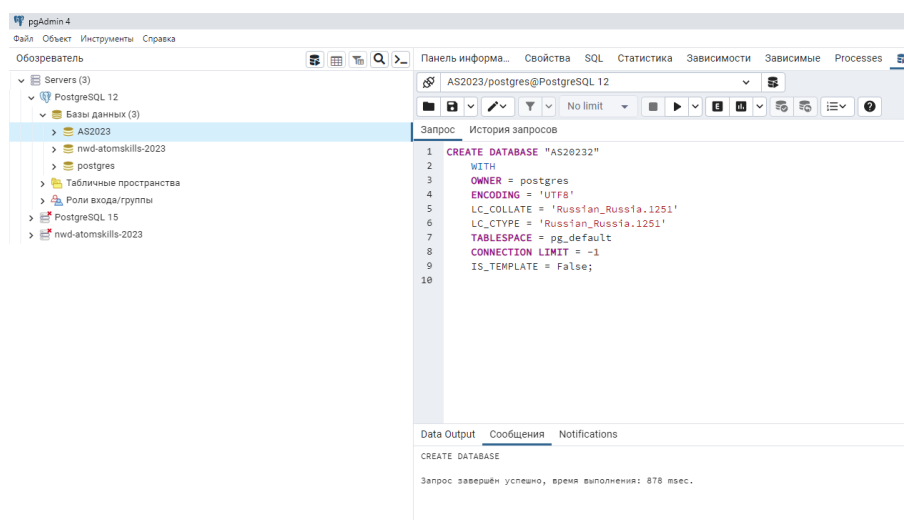 pgAdmin 4
Файл Объект Инструменты Справка
Обозреватель
Servers (3)
PostgreSQL 12
Базы данных (3)
AS2023
nwd-atomskills-2023
postgres
Табличные пространства
Роли входа/группы
PostgreSQL 15
nwd-atomskills-2023
Панель информа... Свойства SQL Статистика Зависимости Зависимые Processes
AS2023/postgres@PostgreSQL 12
No limit
Запрос История запросов
1 CREATE DATABASE "AS20232"
2 WITH
3 OWNER = postgres
4 ENCODING = 'UTF8'
5 LC_COLLATE = 'Russian_Russia.1251'
6 LC_CTYPE = 'Russian_Russia.1251'
7 TABLESPACE = pg_default
8 CONNECTION LIMIT = -1
9 IS_TEMPLATE = False;
10
Data Output Сообщения Notifications
CREATE DATABASE
Запрос завершён успешно, время выполнения: 878 msec.